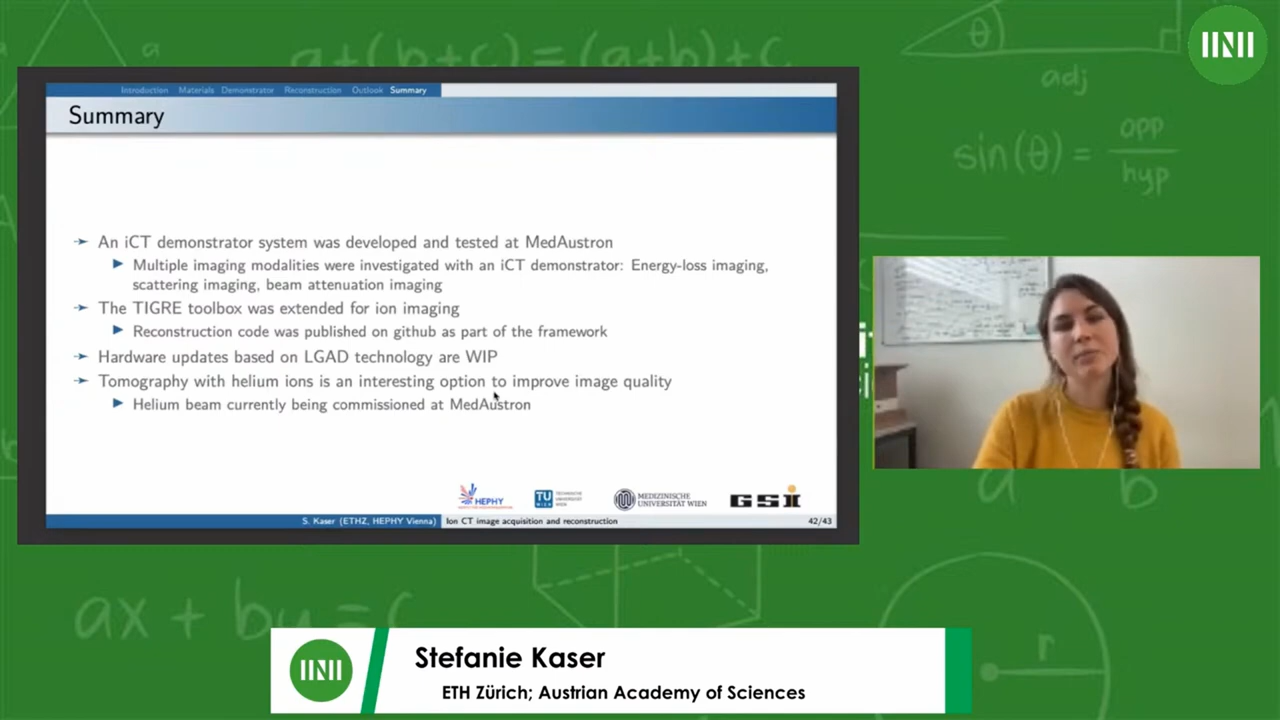 a+(b+c)=(a+b)+c
a
θ
adj
sin(θ) = opp
hyp
Introduction Materials Demonstrator Reconstruction Outlook Summary
Summary
An iCT demonstrator system was developed and tested at MedAustron
Multiple imaging modalities were investigated with an iCT demonstrator: Energy-loss imaging,
scattering imaging, beam attenuation imaging
The TIGRE toolbox was extended for ion imaging
Reconstruction code was published on github as part of the framework
Hardware updates based on LGAD technology are WIP
Tomography with helium ions is an interesting option to improve image quality
Helium beam currently being commissioned at MedAustron
HEPHY
TU
WIEN
TECHNISCHE
UNIVERSITÄT
WIEN
MEDIZINISCHE
UNIVERSITÄT WIEN
GSI
S. Kaser (ETHZ, HEPHY Vienna) Ion CT image acquisition and reconstruction 42/43
a b
ax + by = c
r
Stefanie Kaser
ETH Zürich; Austrian Academy of Sciences